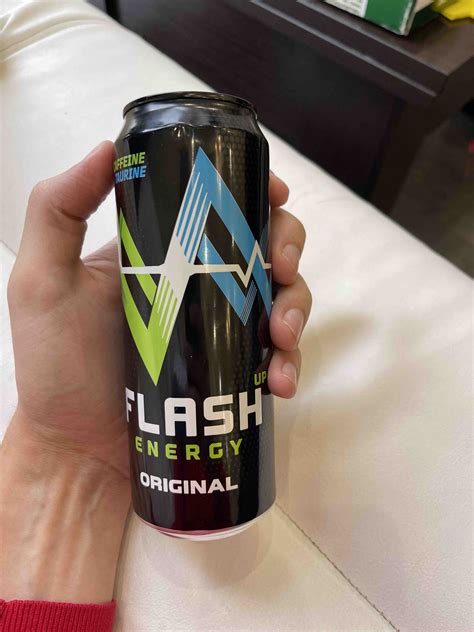 CAFFEINE
TAURINE
UP
FLASH
ENERGY
ORIGINAL